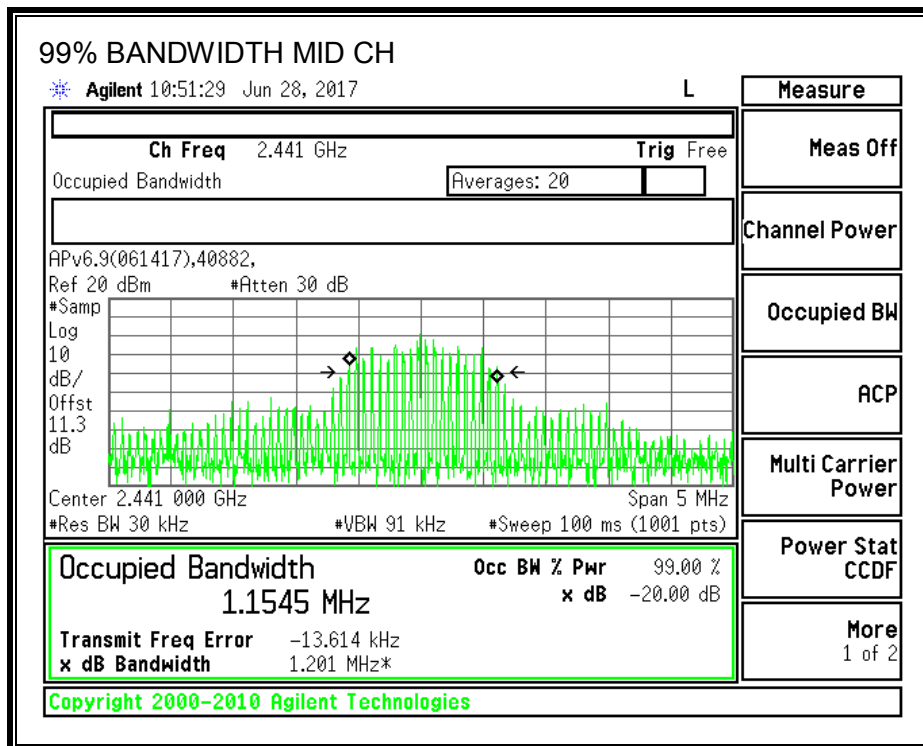 99% BANDWIDTH MID CH
Agilent 10:51:29 Jun 28, 2017 L
Measure
Ch Freq 2.441 GHz Trig Free
Meas Off
Occupied Bandwidth Averages: 20
Channel Power
APv6.9(061417),40882,
Ref 20 dBm #Atten 30 dB
#Samp
Log
10
dB/
Offst
11.3
dB
Occupied BW
ACP
Multi Carrier
Power
Center 2.441 000 GHz Span 5 MHz
#Res BW 30 kHz #VBW 91 kHz #Sweep 100 ms (1001 pts)
Power Stat
CCDF
Occupied Bandwidth Occ BW % Pwr 99.00 %
1.1545 MHz x dB -20.00 dB
Transmit Freq Error -13.614 kHz
x dB Bandwidth 1.201 MHz*
More
1 of 2
Copyright 2000-2010 Agilent Technologies